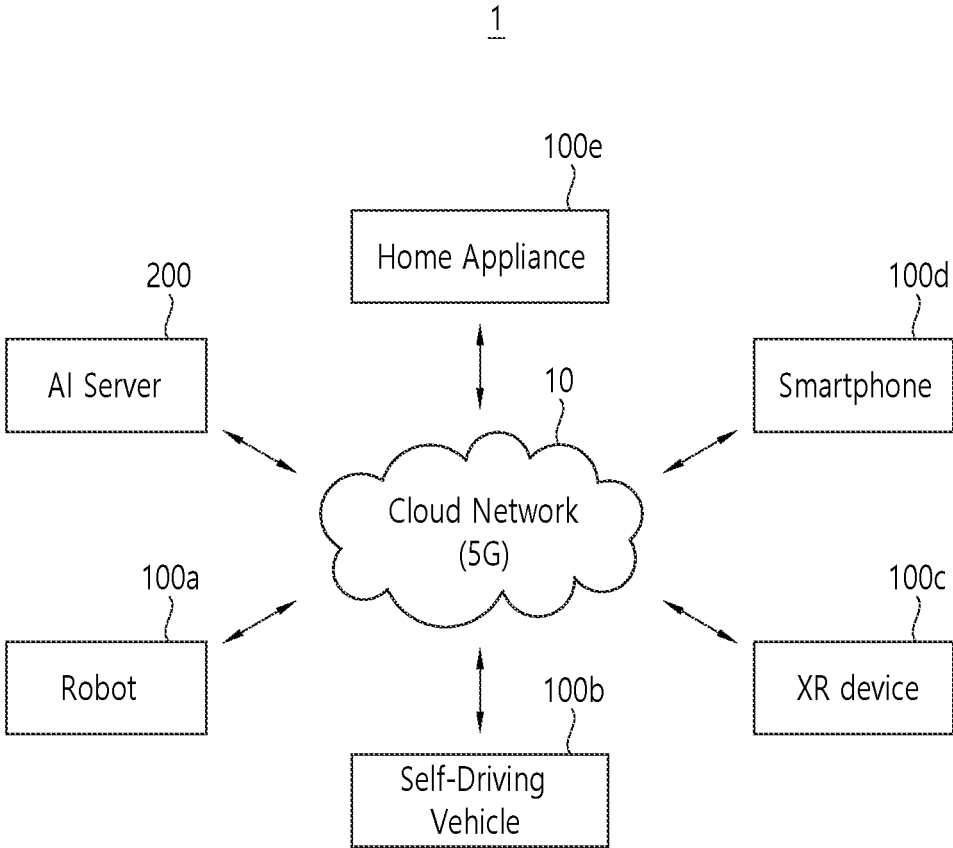 1
100e
Home Appliance
200
AI Server
100d
Smartphone
10
Cloud Network
(5G)
100a
Robot
100c
XR device
100b
Self-Driving
Vehicle